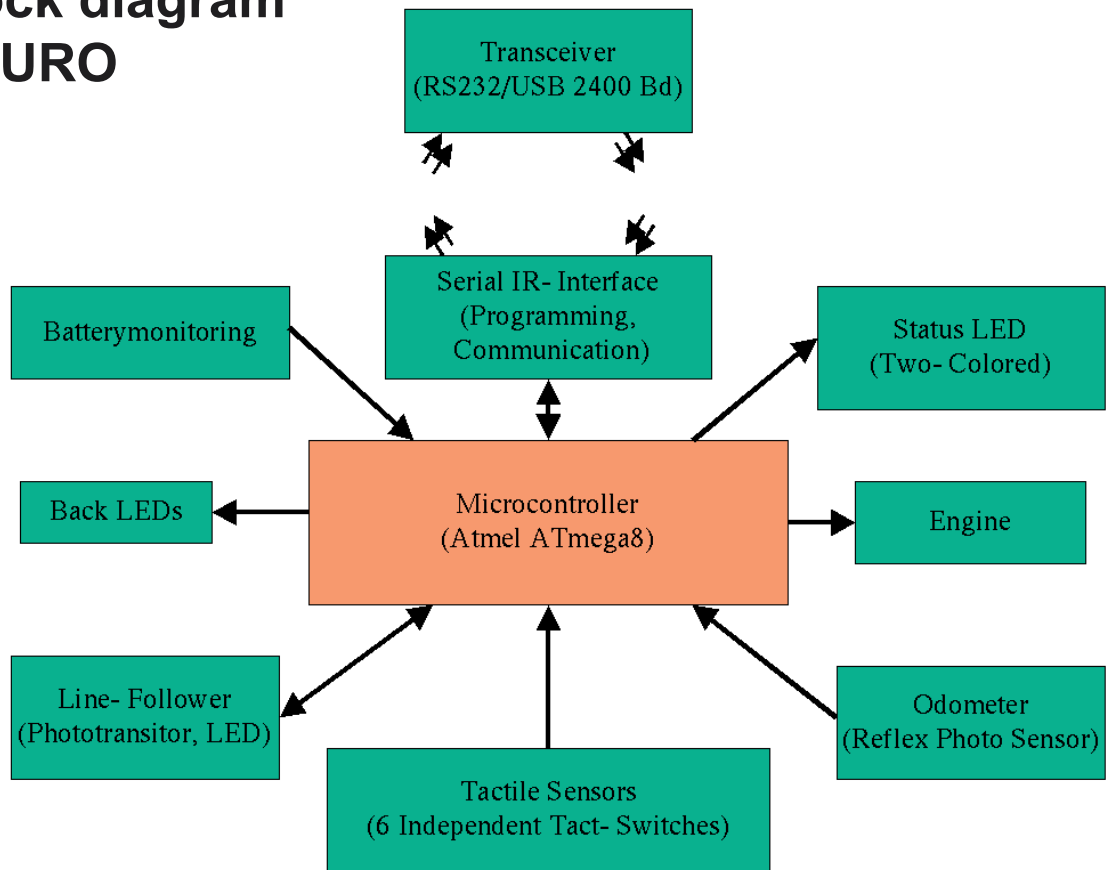 ock diagram
URO
Transceiver
(RS232/USB 2400 Bd)
Serial IR- Interface
(Programming,
Communication)
Batterymonitoring
Status LED
(Two- Colored)
Back LEDs
Microcontroller
(Atmel ATmega8)
Engine
Line- Follower
(Phototransitor, LED)
Odometer
(Reflex Photo Sensor)
Tactile Sensors
(6 Independent Tact- Switches)